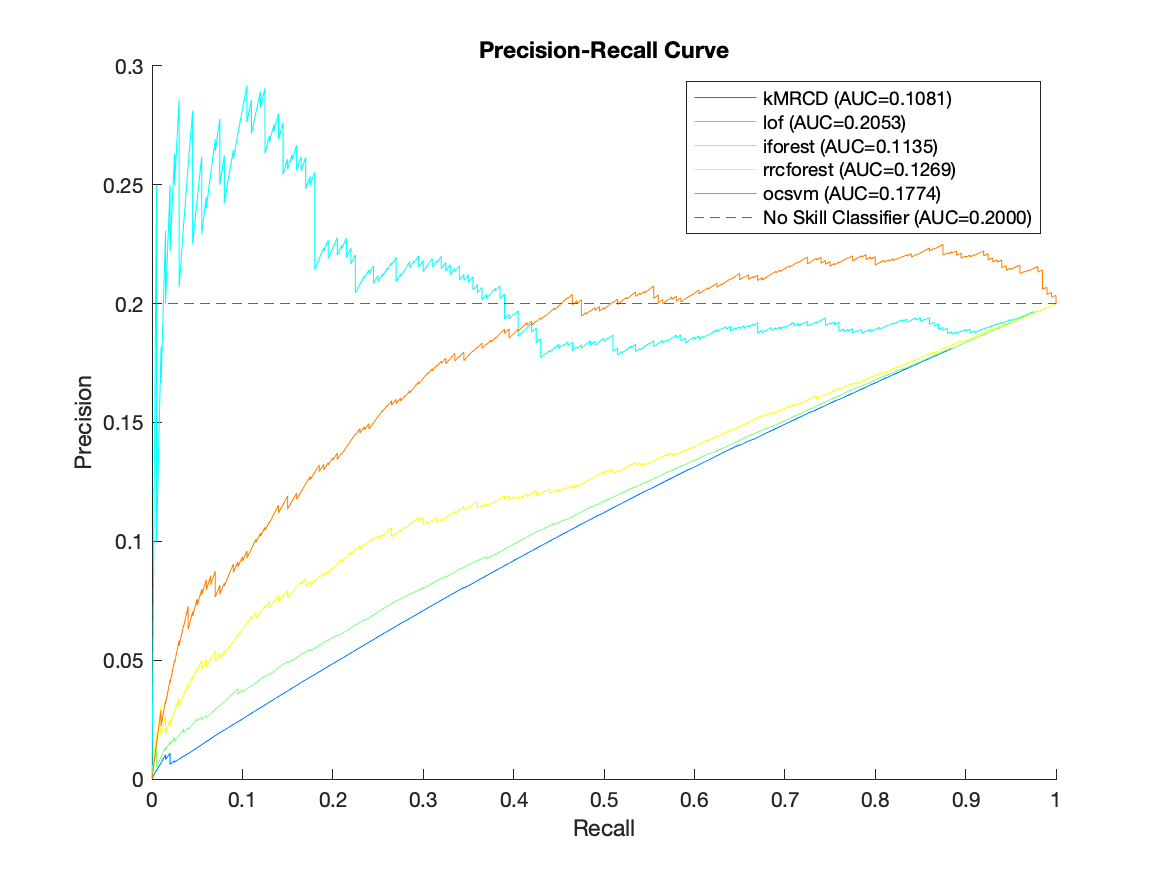 Precision-Recall Curve
0.3
0.25
0.2
0.15
0.1
0.05
0
Precision
kMRCD (AUC=0.1081)
lof (AUC=0.2053)
iforest (AUC=0.1135)
rrcforest (AUC=0.1269)
ocsvm (AUC=0.1774)
No Skill Classifier (AUC=0.2000)
0 0.1 0.2 0.3 0.4 0.5 0.6 0.7 0.8 0.9 1
Recall